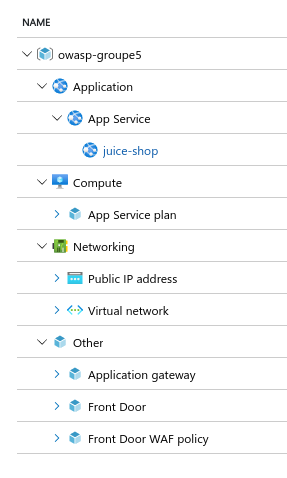 NAME
owasp-groupe5
Application
App Service
juice-shop
Compute
App Service plan
Networking
Public IP address
Virtual network
Other
Application gateway
Front Door
Front Door WAF policy